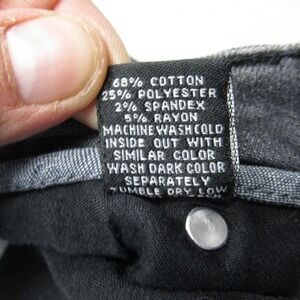 68% COTTON
25% POLYESTER
2% SPANDEX
5% RAYON
MACHINE WASH COLD
INSIDE OUT WITH
SIMILAR COLOR
WASH DARK COLOR
SEPARATELY
TUMBLE DRY LOW